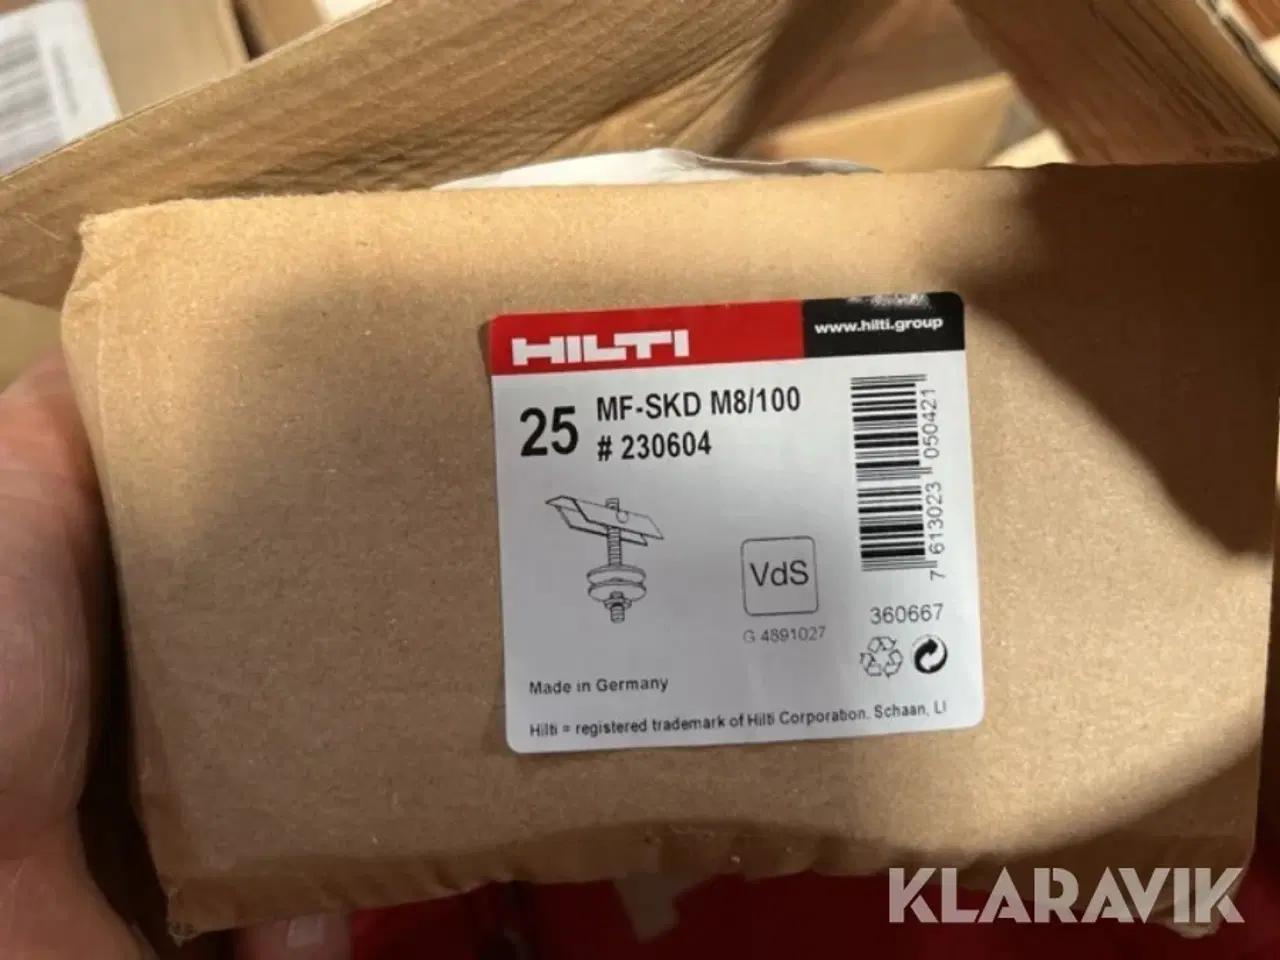 HILTI
www.hilti.group
25
MF-SKD M8/100
# 230604
7 613023 050421
VdS
G 4891027
360667
Made in Germany
Hilti = registered trademark of Hilti Corporation, Schaan, LI
KLARAVIK